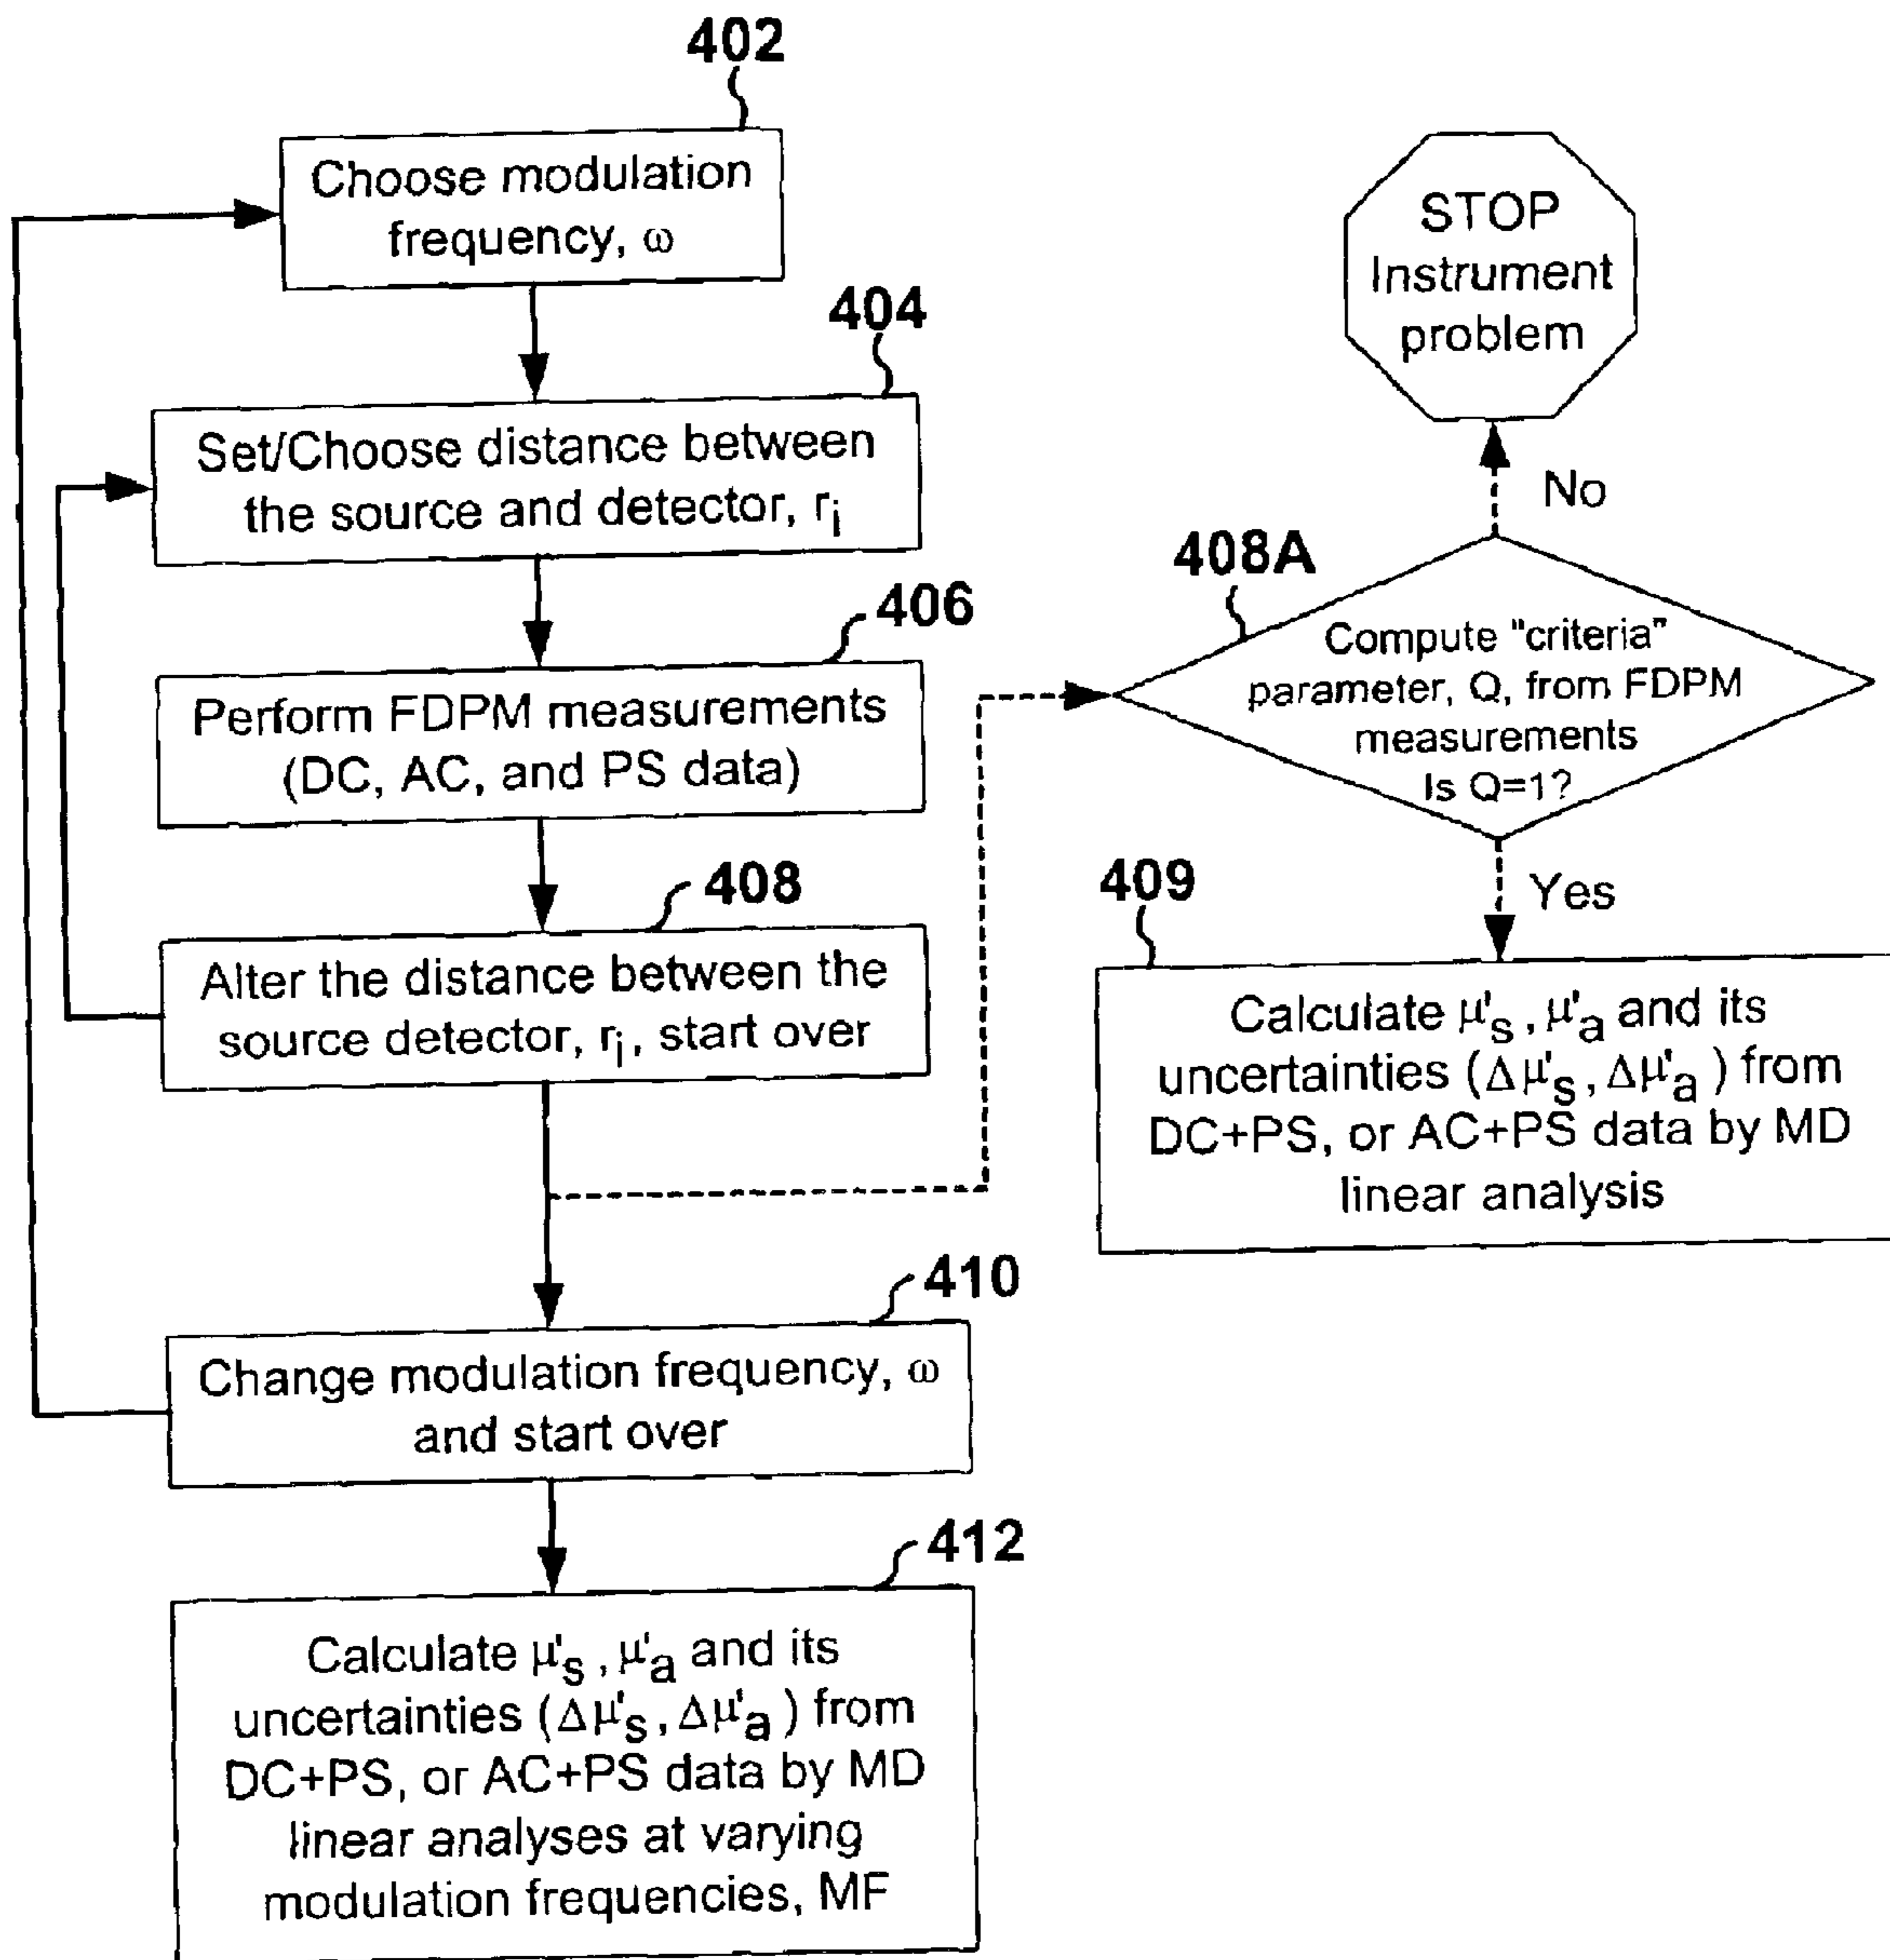 402
Choose modulation
frequency, ω
404
Set/Choose distance between
the source and detector, ri
406
Perform FDPM measurements
(DC, AC, and PS data)
408
Alter the distance between the
source detector, ri, start over
410
Change modulation frequency, ω
and start over
412
Calculate μ's, μ'a and its
uncertainties (Δμ's, Δμ'a) from
DC+PS, or AC+PS data by MD
linear analyses at varying
modulation frequencies, MF
STOP
Instrument
problem
No
408A
Compute "criteria"
parameter, Q, from FDPM
measurements
Is Q=1?
Yes
409
Calculate μ's, μ'a and its
uncertainties (Δμ's, Δμ'a) from
DC+PS, or AC+PS data by MD
linear analysis